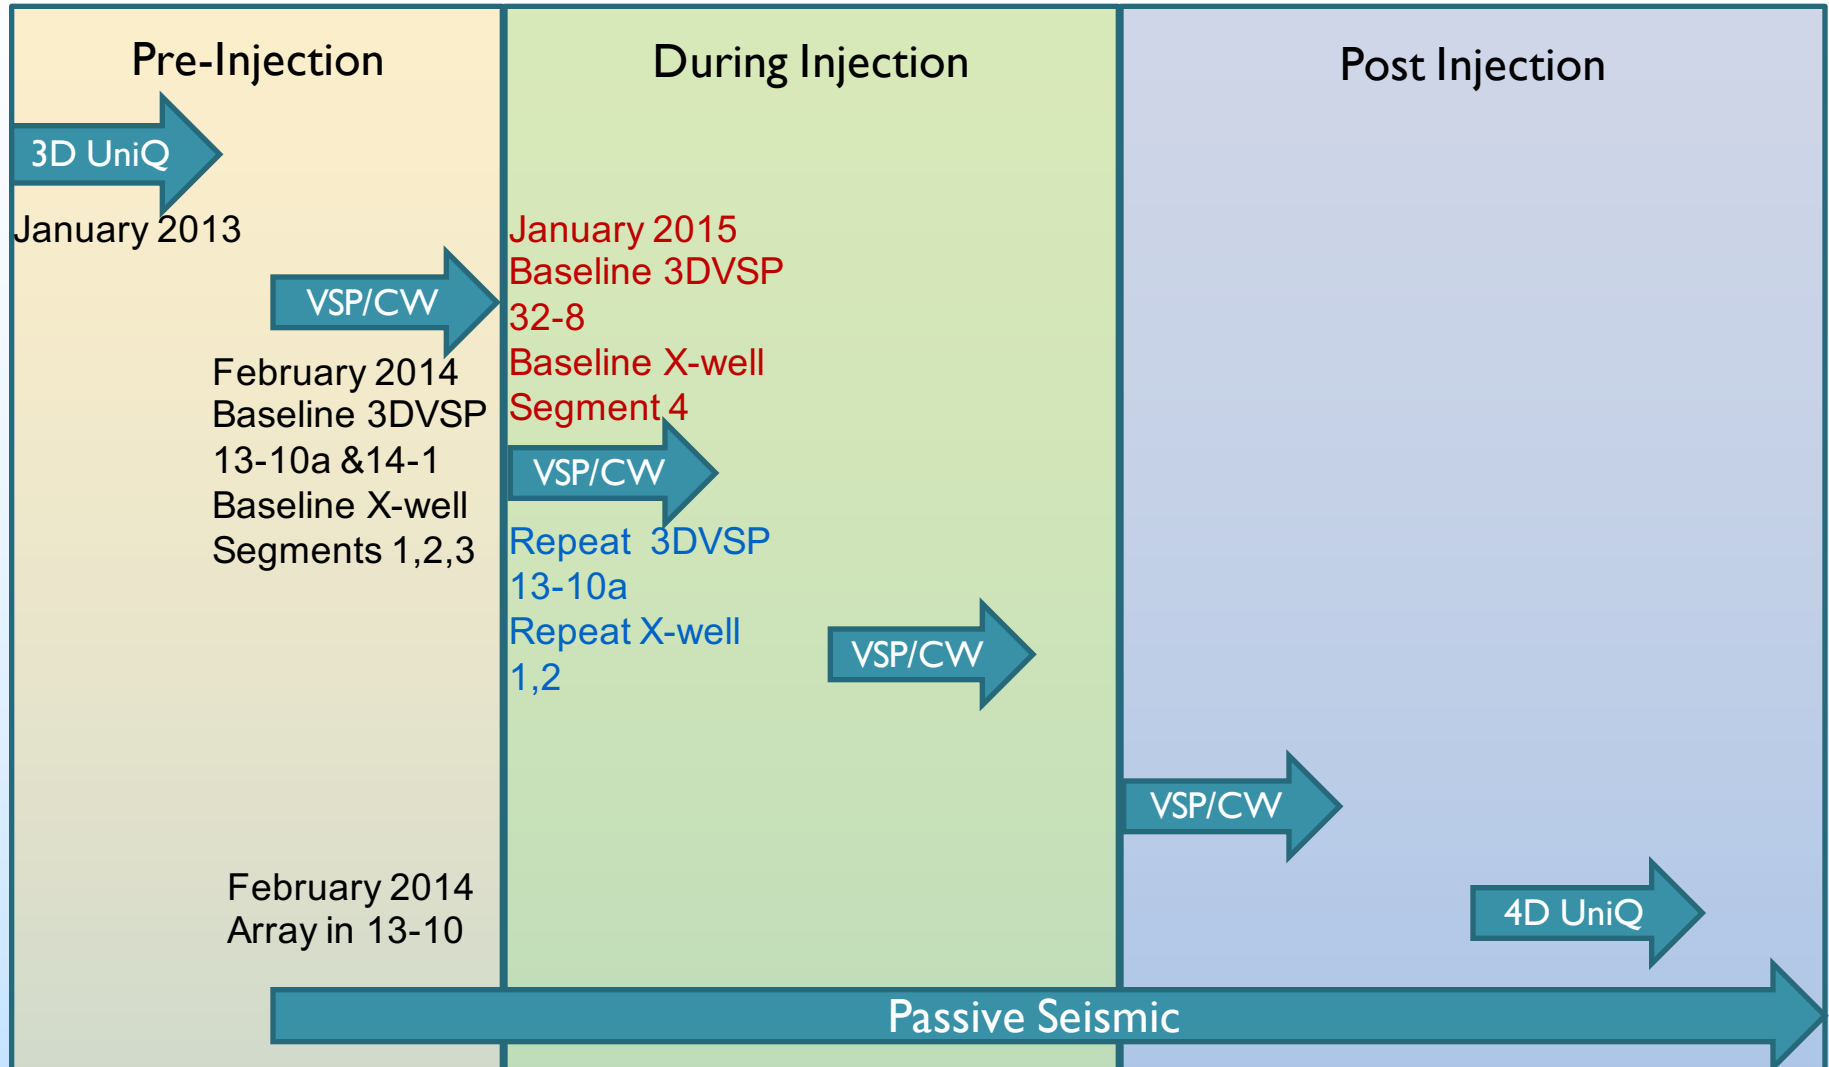 Pre-Injection
During Injection
Post Injection
3D UniQ
January 2013
VSP/CW
February 2014
Baseline 3DVSP
13-10a &14-1
Baseline X-well
Segments 1,2,3
January 2015
Baseline 3DVSP
32-8
Baseline X-well
Segment 4
VSP/CW
Repeat 3DVSP
13-10a
Repeat X-well
1,2
VSP/CW
VSP/CW
4D UniQ
February 2014
Array in 13-10
Passive Seismic